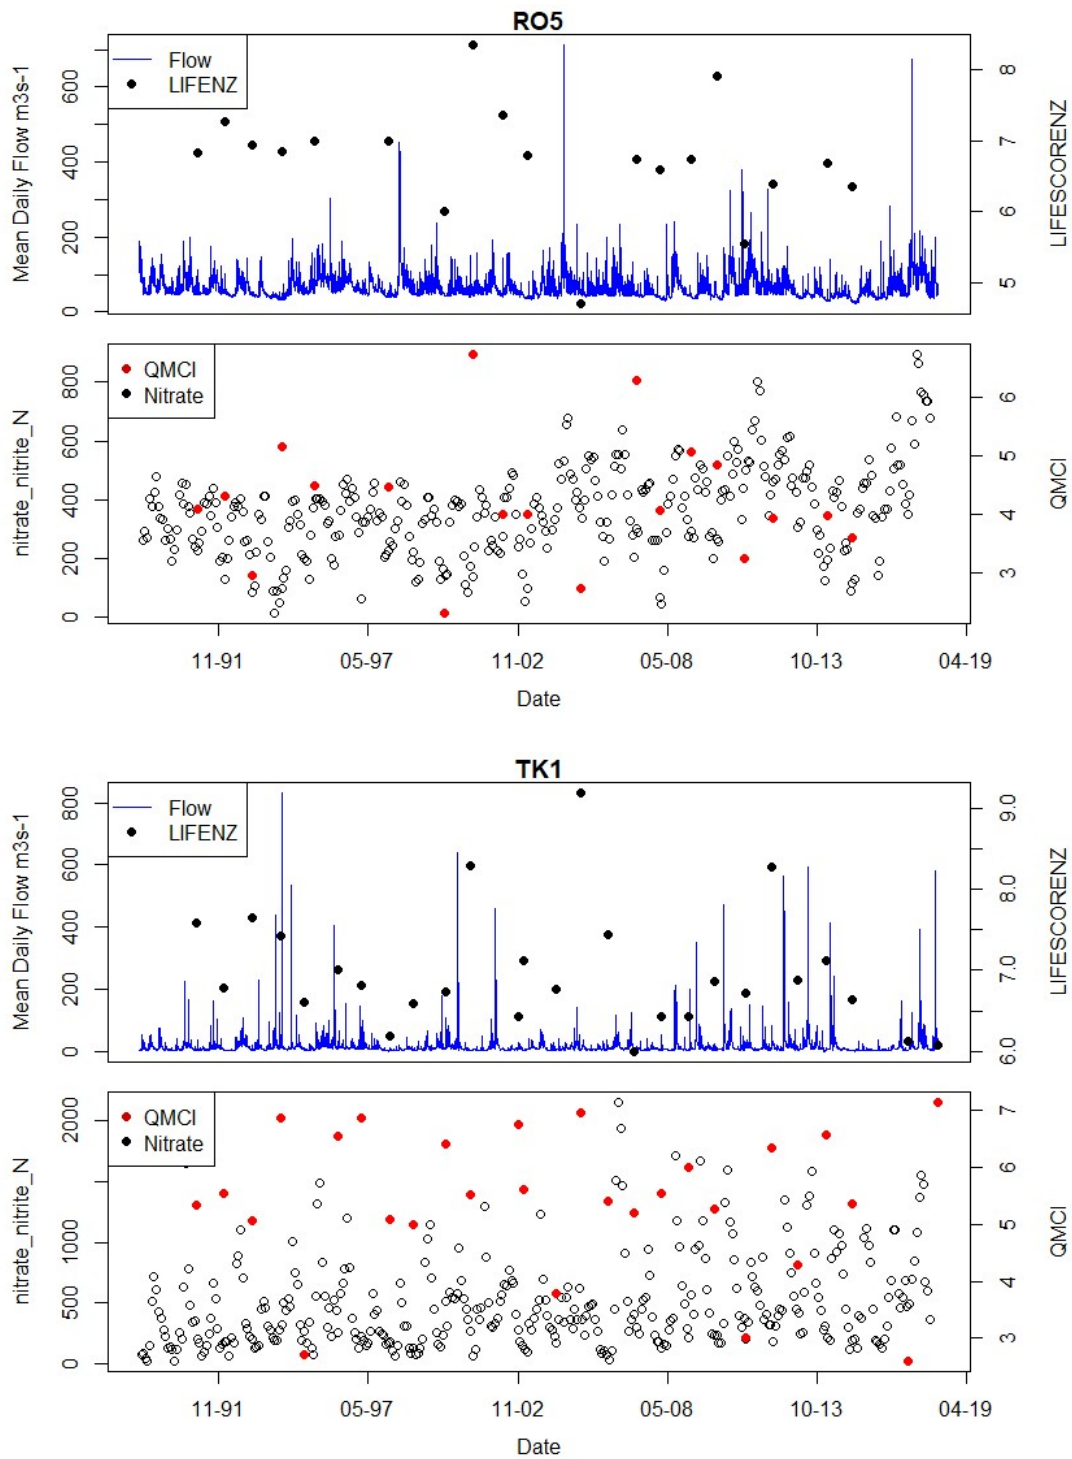 RO5
Flow
LIFENZ
Mean Daily Flow m3s-1
0
200
400
600
5
6
7
8
LIFESCORENZ
QMCI
Nitrate
nitrate_nitrite_N
0
200
400
600
800
3
4
5
6
QMCI
11-91 05-97 11-02 05-08 10-13 04-19
Date
TK1
Flow
LIFENZ
Mean Daily Flow m3s-1
0
200
400
600
800
6.0
7.0
8.0
9.0
LIFESCORENZ
QMCI
Nitrate
nitrate_nitrite_N
0
500
1000
2000
3
4
5
6
7
QMCI
11-91 05-97 11-02 05-08 10-13 04-19
Date